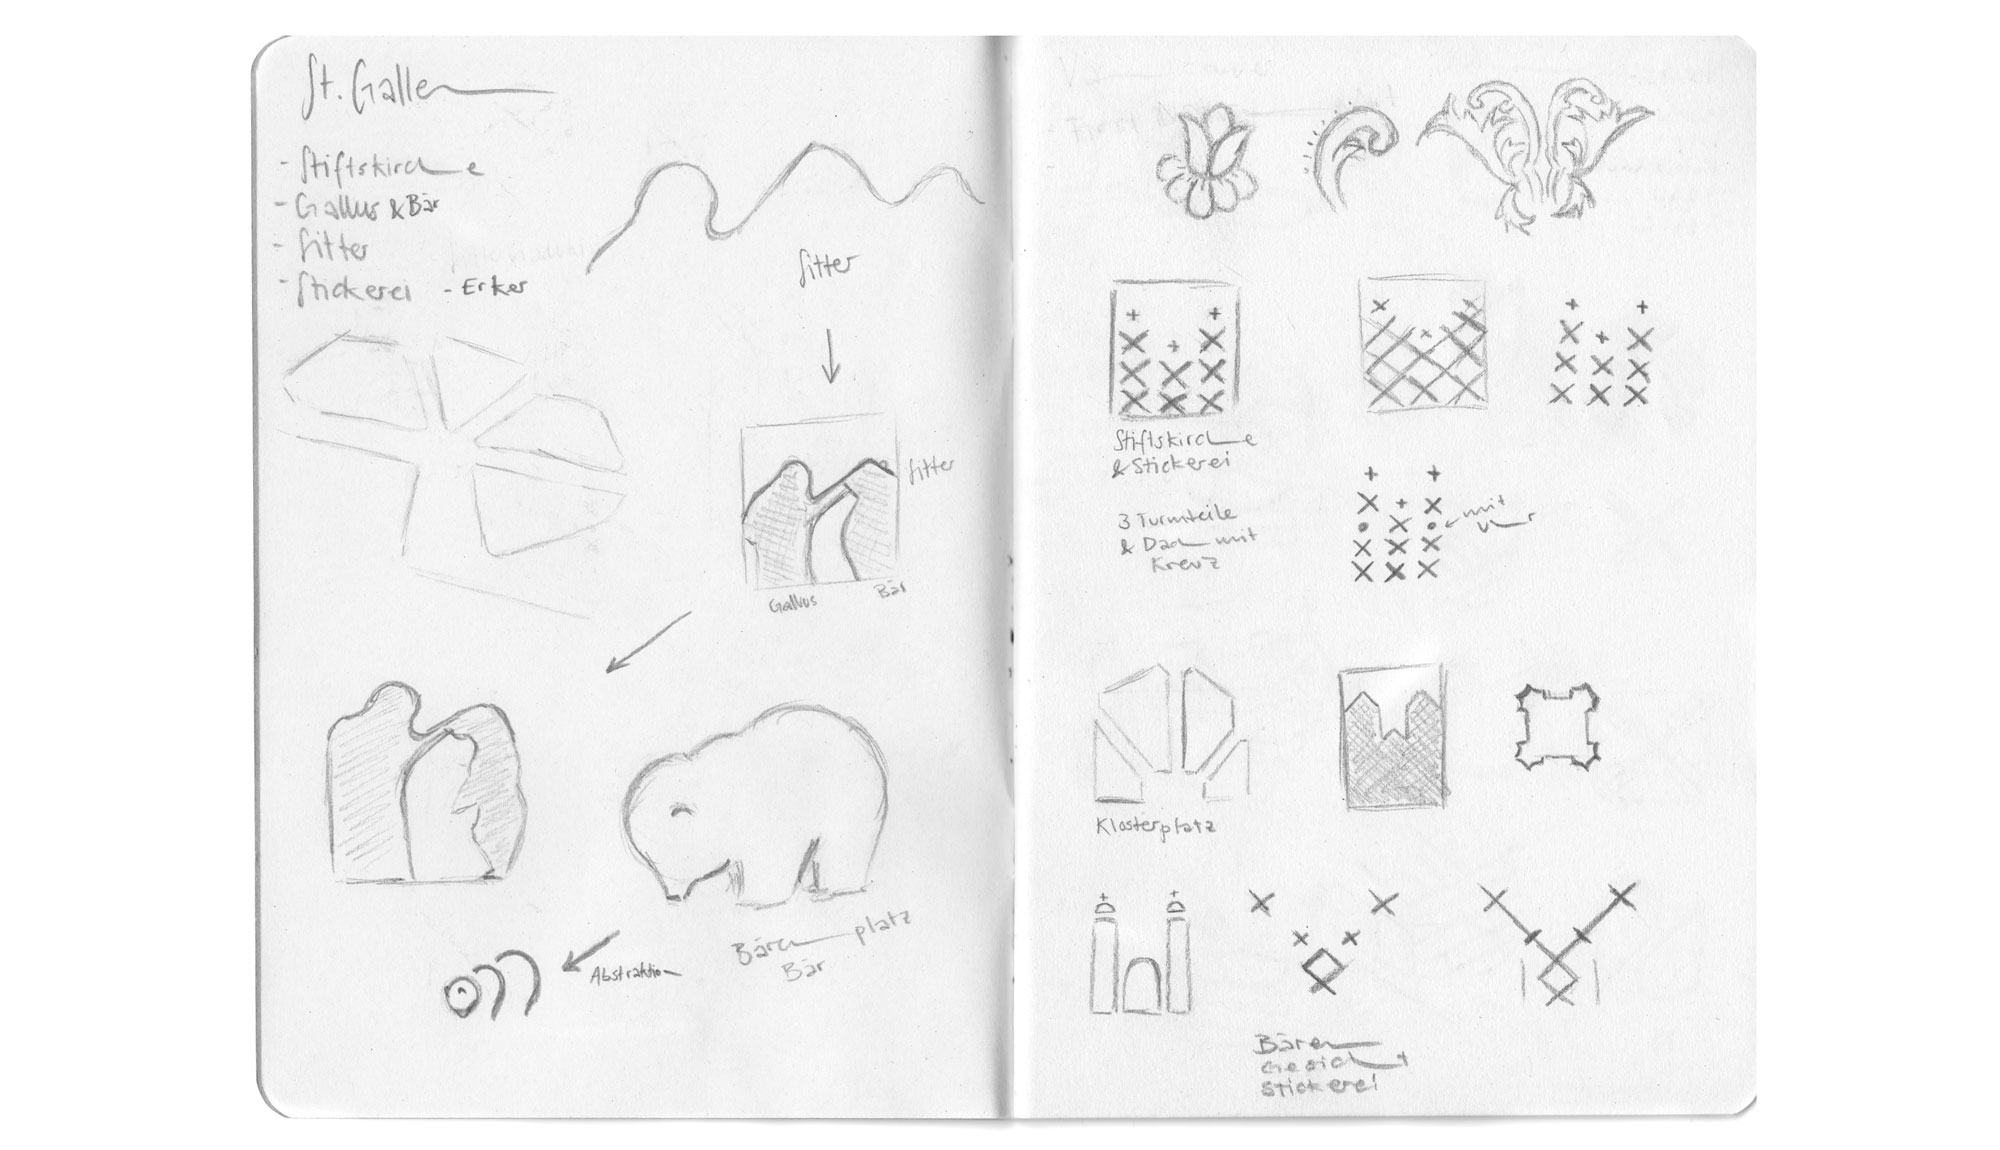 St. Gallen
- Stiftskirche
- Gallus & Bär
- Sitter
- Stickerei - Erker
Sitter
Sitter
Gallus
Bär
Bärenplatz
Bär
Abstraktion
Stiftskirche
& Stickerei
3 Turmteile
& Dach mit
Kreuz
mit
Uhr
Klosterplatz
Bären
Gesicht
Stickerei